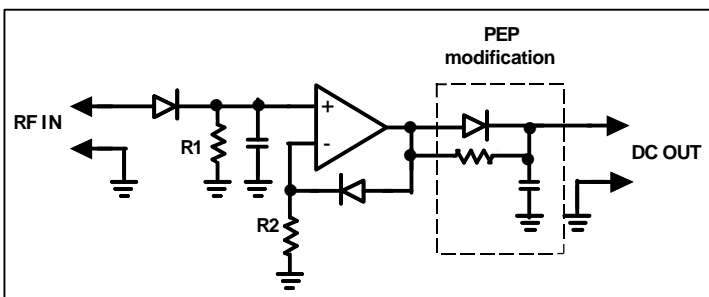 PEP
modification
RF IN
R1
+
-
DC OUT
R2